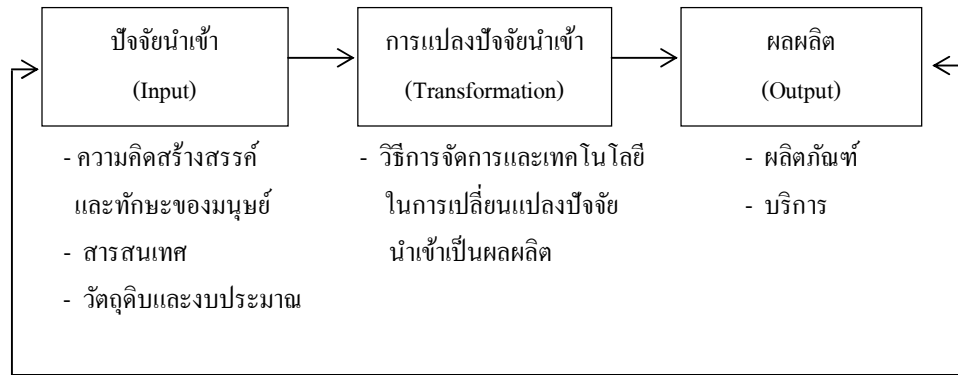 ปัจจัยนำเข้า
(Input)
การแปลงปัจจัยนำเข้า
(Transformation)
ผลผลิต
(Output)
- ความคิดสร้างสรรค์
และทักษะของมนุษย์
- สารสนเทศ
- วัตถุดิบและงบประมาณ
- วิธีการจัดการและเทคโนโลยี
ในการเปลี่ยนแปลงปัจจัย
นำเข้าเป็นผลผลิต
- ผลิตภัณฑ์
- บริการ